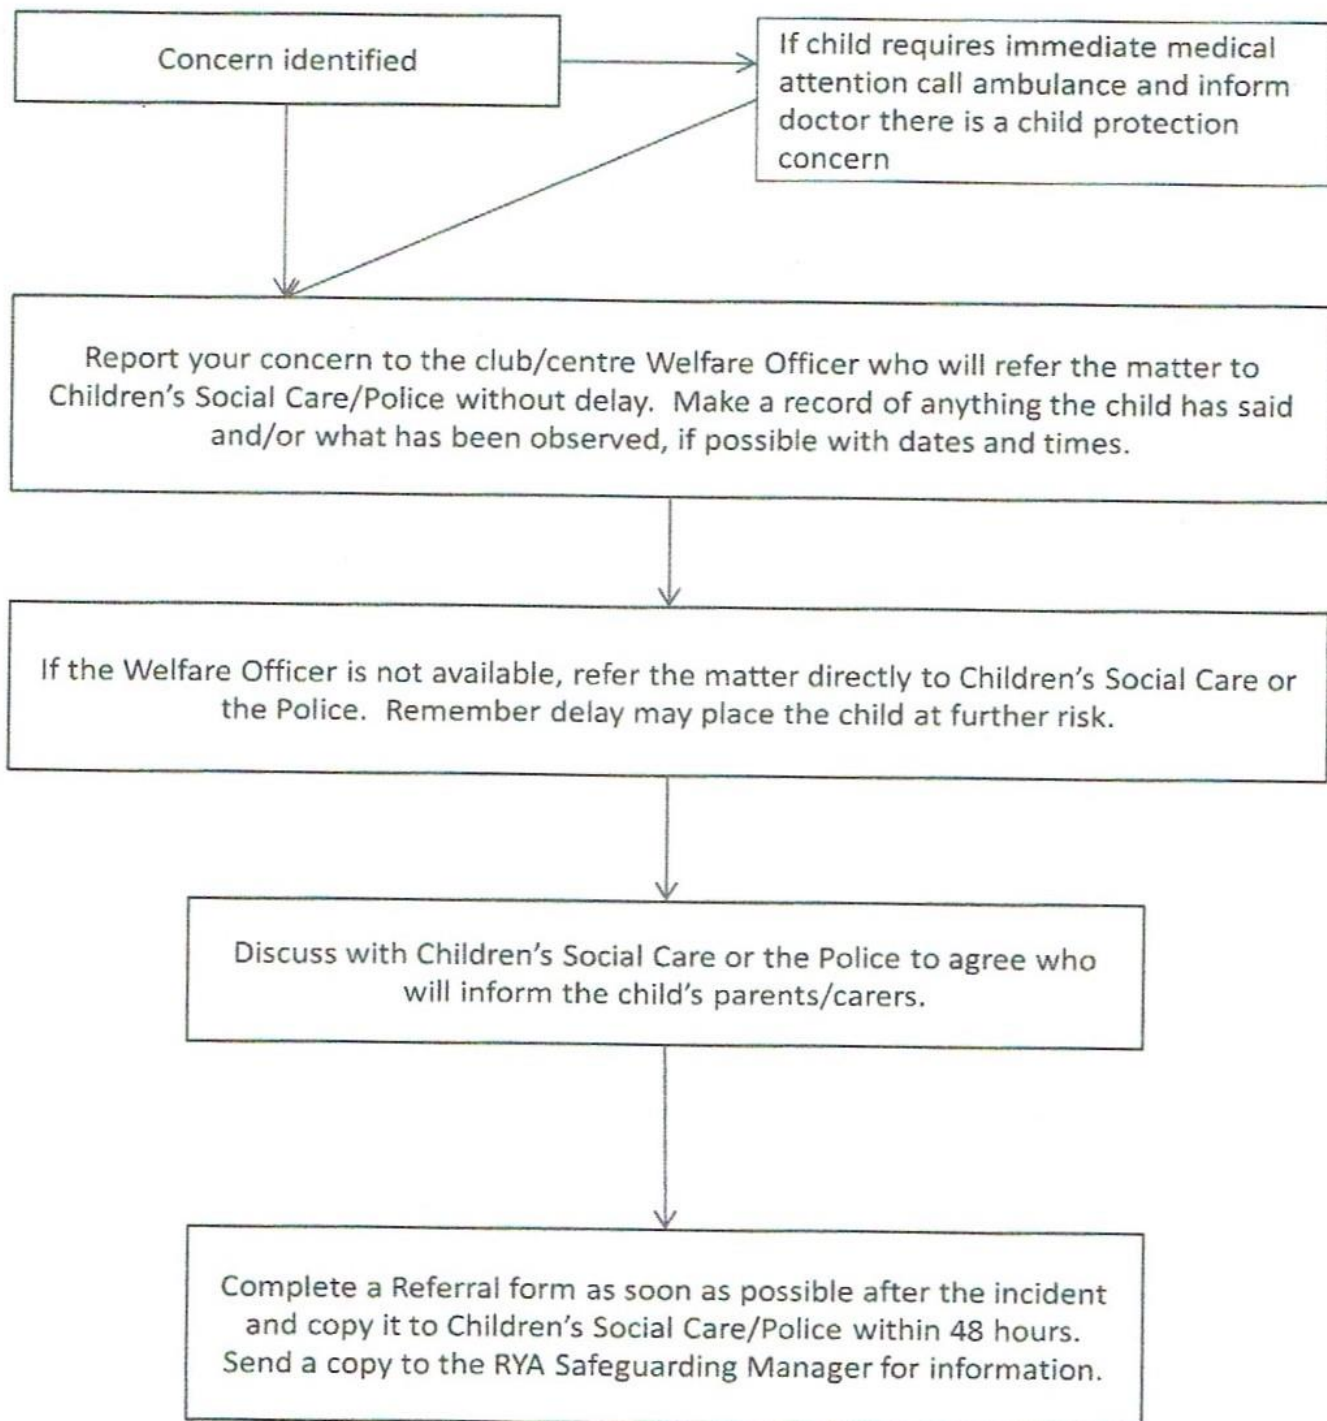 Concern identified
If child requires immediate medical
attention call ambulance and inform
doctor there is a child protection
concern
Report your concern to the club/centre Welfare Officer who will refer the matter to
Children's Social Care/Police without delay.  Make a record of anything the child has said
and/or what has been observed, if possible with dates and times.
If the Welfare Officer is not available, refer the matter directly to Children's Social Care or
the Police.  Remember delay may place the child at further risk.
Discuss with Children's Social Care or the Police to agree who
will inform the child's parents/carers.
Complete a Referral form as soon as possible after the incident
and copy it to Children's Social Care/Police within 48 hours.
Send a copy to the RYA Safeguarding Manager for information.